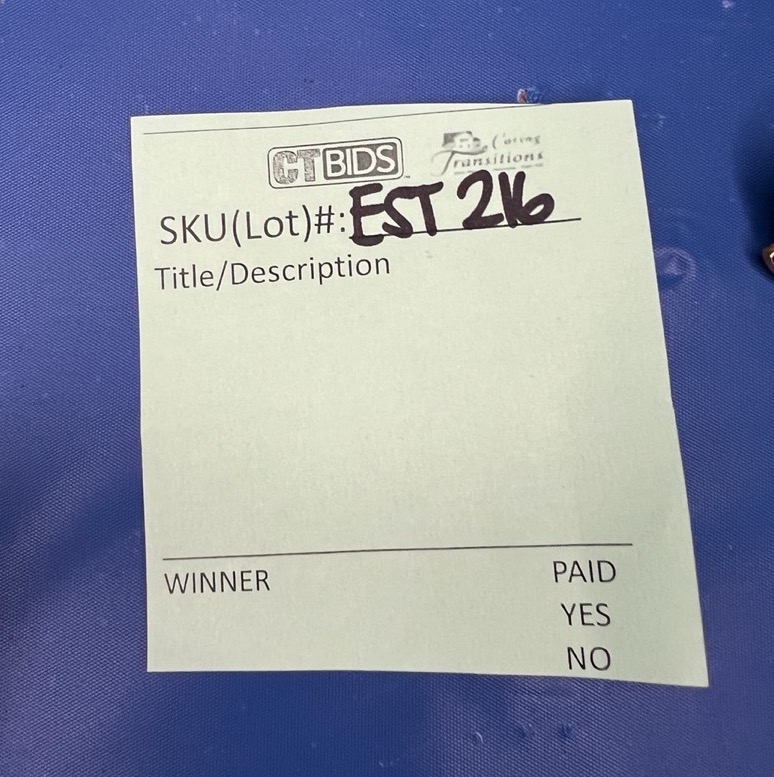 CTBIDS
Caring
Transitions
SKU(Lot)#: EST 216
Title/Description
WINNER PAID
YES
NO